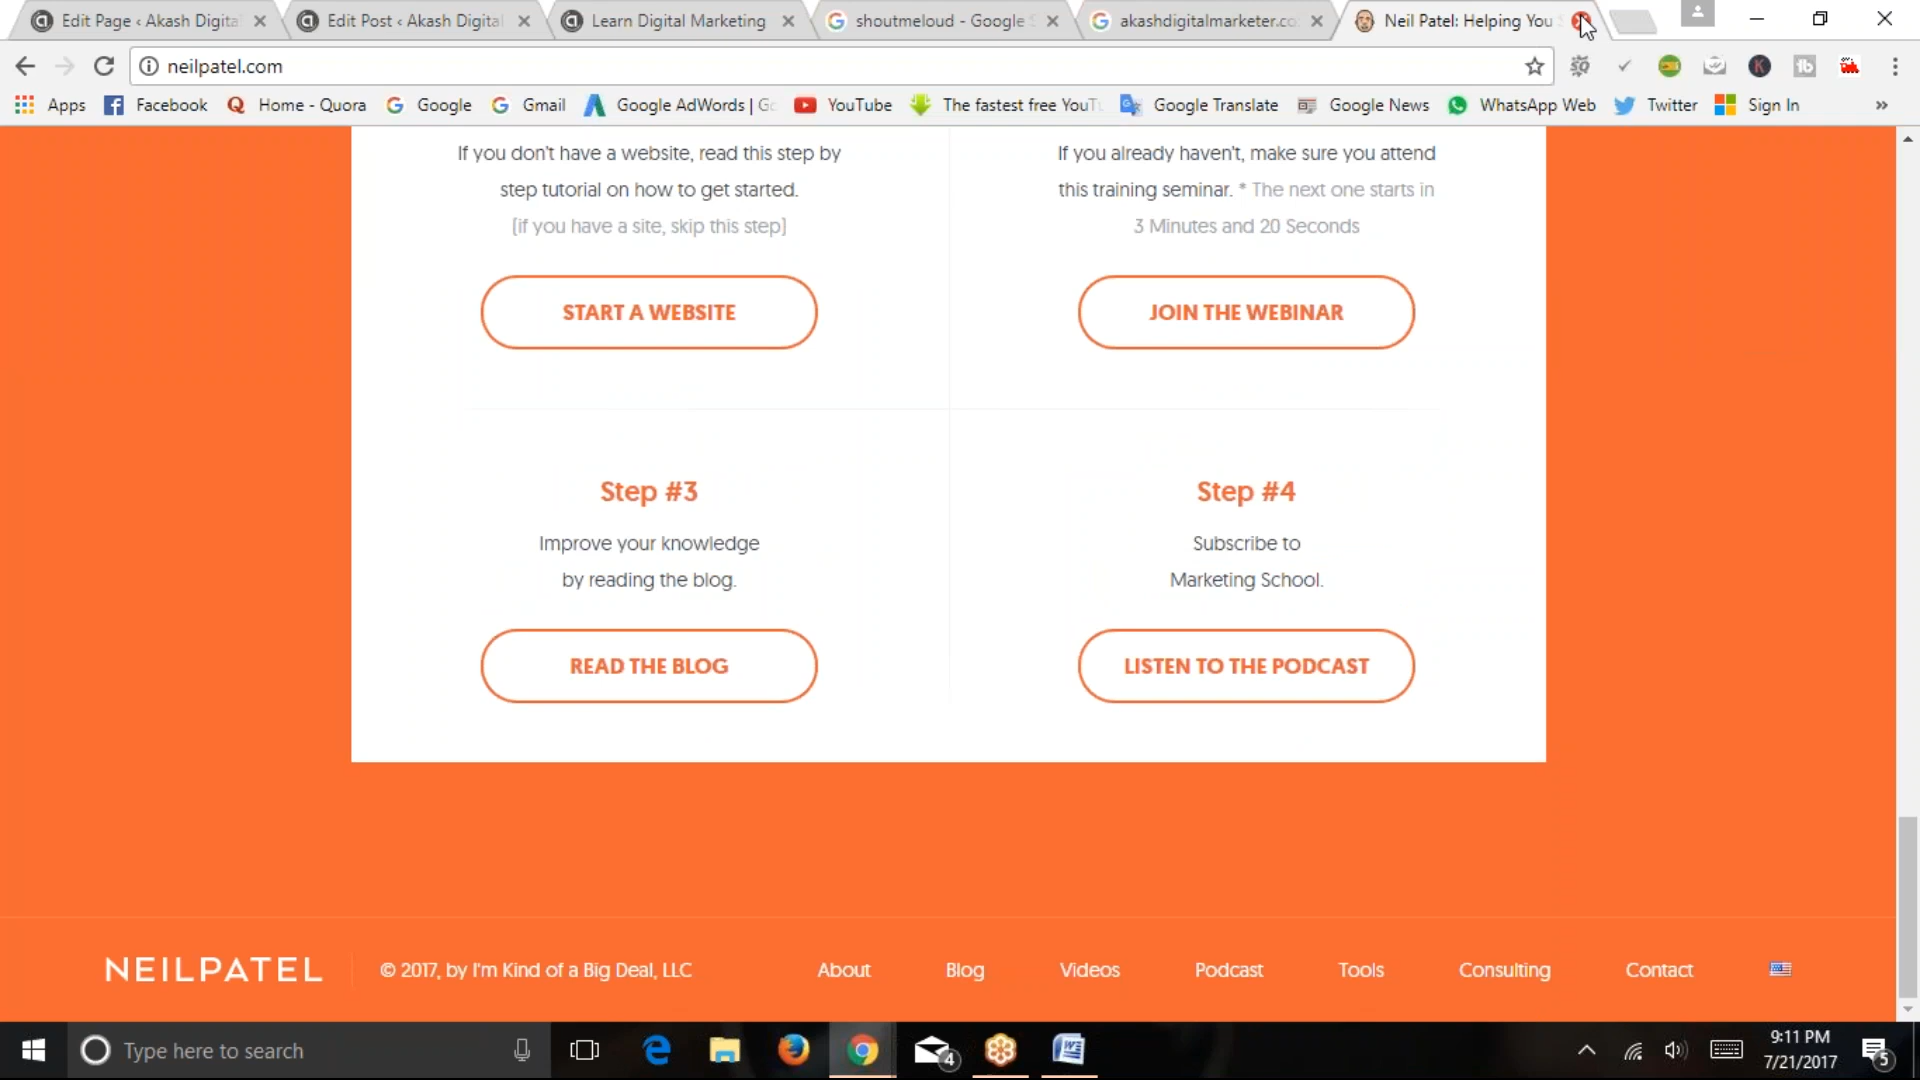 Edit Page ‹ Akash Digita
Edit Post ‹ Akash Digita
Learn Digital Marketing
shoutmeloud - Google S
akashdigitalmarketer.co
Neil Patel: Helping You
neilpatel.com
Apps
Facebook
Home - Quora
Google
Gmail
Google AdWords | Go
YouTube
The fastest free YouT
Google Translate
Google News
WhatsApp Web
Twitter
Sign In
»
If you don't have a website, read this step by
step tutorial on how to get started.
(if you have a site, skip this step)
START A WEBSITE
If you already haven't, make sure you attend
this training seminar. * The next one starts in
3 Minutes and 20 Seconds
JOIN THE WEBINAR
Step #3
Improve your knowledge
by reading the blog.
READ THE BLOG
Step #4
Subscribe to
Marketing School.
LISTEN TO THE PODCAST
NEILPATEL
© 2017, by I'm Kind of a Big Deal, LLC
About
Blog
Videos
Podcast
Tools
Consulting
Contact
Type here to search
4
9:11 PM
7/21/2017
5